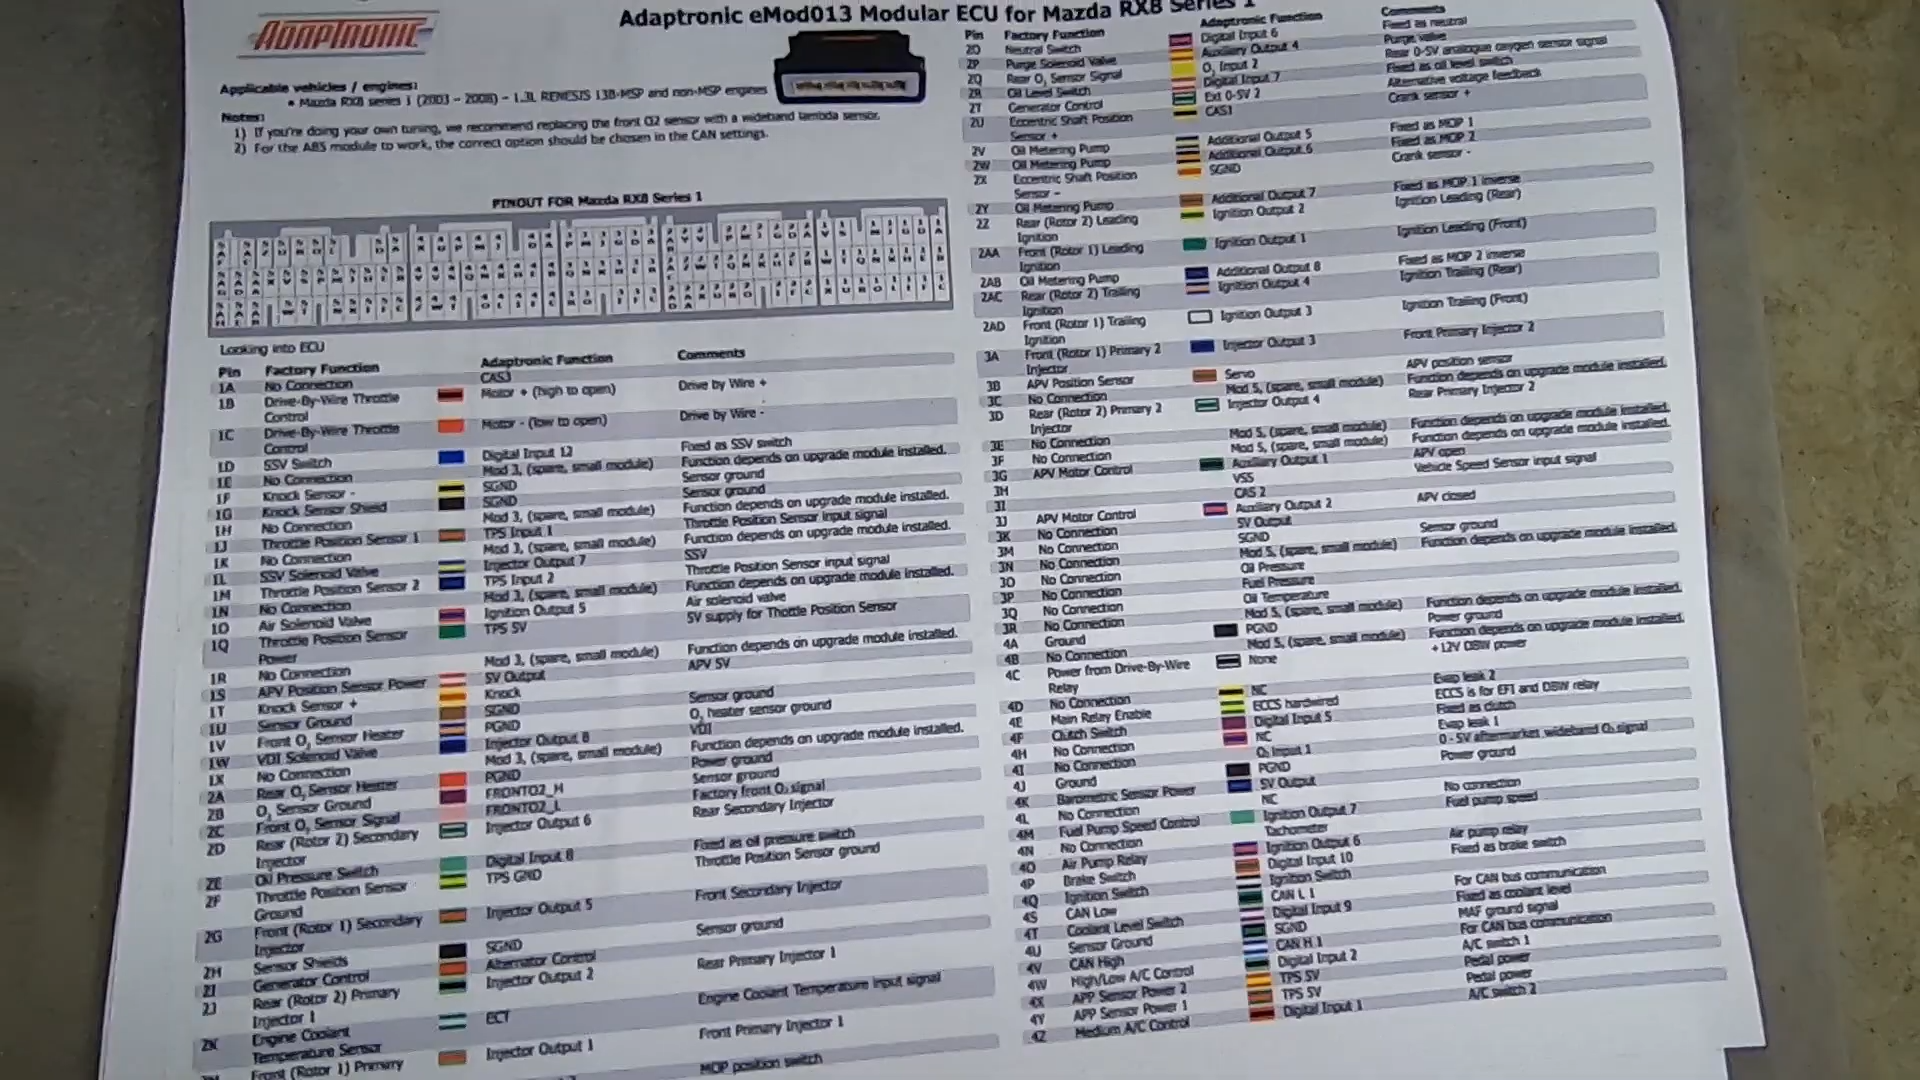 Adaptronic eMod013 Modular ECU for Mazda RX8 Series 1
ADAPTRONIC
Applicable vehicles / engines:
• Mazda RX8 series 1 (2003 - 2008) - 1.3L RENESIS 13B-MSP and non-MSP engines
Notes:
1) If you're doing your own tuning, we recommend replacing the front O2 sensor with a wideband lambda sensor.
2) For the ABS module to work, the correct option should be chosen in the CAN settings.
PINOUT FOR Mazda RX8 Series 1
Looking into ECU
Pin Factory Function Adaptronic Function Comments
1A No Connection CAS3
1B Drive-By-Wire Throttle Control Motor + (high to open) Drive by Wire +
1C Drive-By-Wire Throttle Control Motor - (low to open) Drive by Wire -
1D SSV Switch Digital Input 12 Fixed as SSV switch
1E No Connection Mod 3, (spare, small module) Function depends on upgrade module installed.
1F Knock Sensor - SGND Sensor ground
1G Knock Sensor Shield SGND Sensor ground
1H No Connection Mod 3, (spare, small module) Function depends on upgrade module installed.
1J Throttle Position Sensor 1 TPS Input 1 Throttle Position Sensor input signal
1K No Connection Mod 3, (spare, small module) Function depends on upgrade module installed.
1L SSV Solenoid Valve Injector Output 7 SSV
1M Throttle Position Sensor 2 TPS Input 2 Throttle Position Sensor input signal
1N No Connection Mod 3, (spare, small module) Function depends on upgrade module installed.
1O Air Solenoid Valve Ignition Output 5 Air solenoid valve
1Q Throttle Position Sensor Power TPS 5V 5V supply for Thottle Position Sensor
1R No Connection Mod 3, (spare, small module) Function depends on upgrade module installed.
1S APV Position Sensor Power 5V Output APV 5V
1T Knock Sensor + Knock
1U Sensor Ground SGND Sensor ground
1V Front O2 Sensor Heater PGND O2 heater sensor ground
1W VDI Solenoid Valve Injector Output 8 VDI
1X No Connection Mod 3, (spare, small module) Function depends on upgrade module installed.
2A Rear O2 Sensor Heater PGND Power ground
2B O2 Sensor Ground FRONTO2_H Sensor ground
2C Front O2 Sensor Signal FRONTO2_L Factory front O2 signal
2D Rear (Rotor 2) Secondary Injector Injector Output 6 Rear Secondary Injector
2E Oil Pressure Switch Digital Input 8 Fixed as oil pressure switch
2F Throttle Position Sensor Ground TPS GND Throttle Position Sensor ground
2G Front (Rotor 1) Secondary Injector Injector Output 5 Front Secondary Injector
2H Sensor Shields SGND Sensor ground
2I Generator Control Alternator Control
2J Rear (Rotor 2) Primary Injector 1 Injector Output 2 Rear Primary Injector 1
2K Engine Coolant Temperature Sensor ECT Engine Coolant Temperature input signal
Front (Rotor 1) Primary Injector Output 1 Front Primary Injector 1
MOP position switch
Pin Factory Function Adaptronic Function Comments
2O Neutral Switch Digital Input 6 Fixed as neutral
2P Purge Solenoid Valve Auxiliary Output 4 Purge valve
2Q Rear O2 Sensor Signal O2 Input 2 Rear 0-5V analogue oxygen sensor signal
2R Oil Level Switch Digital Input 7 Fixed as oil level switch
2T Generator Control Ext 0-5V 2 Alternative voltage feedback
2U Eccentric Shaft Position Sensor + CAS1 Crank sensor +
2V Oil Metering Pump Additional Output 5 Fixed as MOP 1
2W Oil Metering Pump Additional Output 6 Fixed as MOP 2
2X Eccentric Shaft Position Sensor - SGND Crank sensor -
2Y Oil Metering Pump Additional Output 7 Fixed as MOP 1 inverse
2Z Rear (Rotor 2) Leading Ignition Ignition Output 2 Ignition Leading (Rear)
2AA Front (Rotor 1) Leading Ignition Ignition Output 1 Ignition Leading (Front)
2AB Oil Metering Pump Additional Output 8 Fixed as MOP 2 inverse
2AC Rear (Rotor 2) Trailing Ignition Ignition Output 4 Ignition Trailing (Rear)
2AD Front (Rotor 1) Trailing Ignition Ignition Output 3 Ignition Trailing (Front)
3A Front (Rotor 1) Primary 2 Injector Injector Output 3 Front Primary Injector 2
3B APV Position Sensor Servo APV position sensor
3C No Connection Mod 5, (spare, small module) Function depends on upgrade module installed.
3D Rear (Rotor 2) Primary 2 Injector Injector Output 4 Rear Primary Injector 2
3E No Connection Mod 5, (spare, small module) Function depends on upgrade module installed.
3F No Connection Mod 5, (spare, small module) Function depends on upgrade module installed.
3G APV Motor Control Auxiliary Output 1 APV open
3H VSS Vehicle Speed Sensor input signal
3I CAS 2
3J APV Motor Control Auxiliary Output 2 APV closed
3K No Connection 5V Output
3M No Connection SGND Sensor ground
3N No Connection Mod 5, (spare, small module) Function depends on upgrade module installed.
3O No Connection Oil Pressure
3P No Connection Fuel Pressure
3Q No Connection Oil Temperature
3R No Connection Mod 5, (spare, small module) Function depends on upgrade module installed.
4A Ground PGND Power ground
4B No Connection Mod 5, (spare, small module) Function depends on upgrade module installed.
4C Power from Drive-By-Wire Relay None +12V DBW power
4D No Connection NC Evap leak 2
4E Main Relay Enable ECCS hardwired ECCS is for EFI and DBW relay
4F Clutch Switch Digital Input 5 Fixed as clutch
4H No Connection NC Evap leak 1
4I No Connection O2 Input 1 0 - 5V aftermarket wideband O2 signal
4J Ground PGND Power ground
4K Barometric Sensor Power 5V Output
4L No Connection NC No connection
4M Fuel Pump Speed Control Ignition Output 7 Fuel pump speed
4N No Connection Tachometer
4O Air Pump Relay Ignition Output 6 Air pump relay
4P Brake Switch Digital Input 10 Fixed as brake switch
4Q Ignition Switch Ignition Switch
4S CAN Low CAN L 1 For CAN bus communication
4T Coolant Level Switch Digital Input 9 Fixed as coolant level
4U Sensor Ground SGND MAF ground signal
4V CAN High CAN H 1 For CAN bus communication
4W High/Low A/C Control Digital Input 2 A/C switch 1
4X APP Sensor Power 2 TPS 5V Pedal power
4Y APP Sensor Power 1 TPS 5V Pedal power
4Z Medium A/C Control Digital Input 1 A/C switch 2